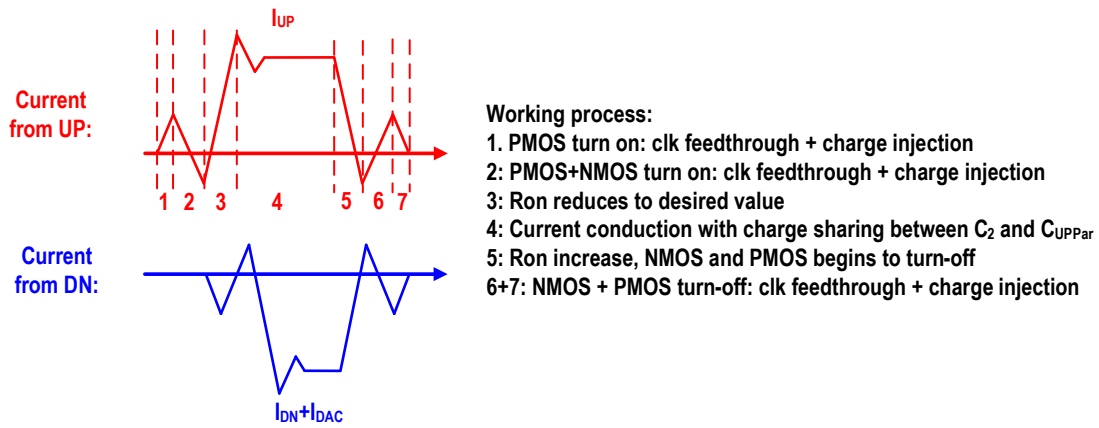 IUP
Current
from UP:
1 2 3 4 5 6 7
Current
from DN:
IDN+IDAC
Working process:
1. PMOS turn on: clk feedthrough + charge injection
2: PMOS+NMOS turn on: clk feedthrough + charge injection
3: Ron reduces to desired value
4: Current conduction with charge sharing between C2 and CUPPar
5: Ron increase, NMOS and PMOS begins to turn-off
6+7: NMOS + PMOS turn-off: clk feedthrough + charge injection